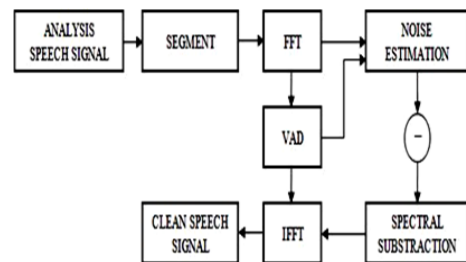 ANALYSIS
SPEECH SIGNAL
SEGMENT
FFT
NOISE
ESTIMATION
VAD
−
CLEAN SPEECH
SIGNAL
IFFT
SPECTRAL
SUBSTRACTION